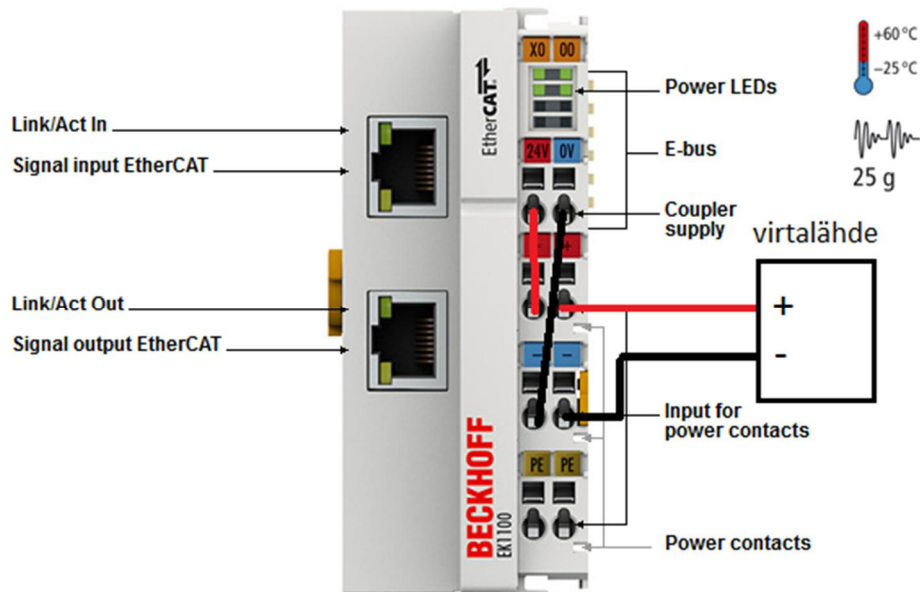 X0 00
+60 °C
-25 °C
Power LEDs
EtherCAT
Link/Act In
E-bus
Signal input EtherCAT
24V 0V
25 g
Coupler
supply
virtalähde
+
+
Link/Act Out
Signal output EtherCAT
- -
-
Input for
power contacts
PE PE
BECKHOFF
EK1100
Power contacts